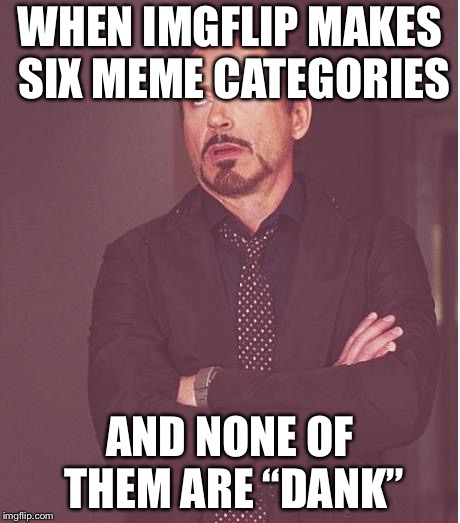 WHEN IMGFLIP MAKES
SIX MEME CATEGORIES
AND NONE OF
THEM ARE “DANK”
imgflip.com